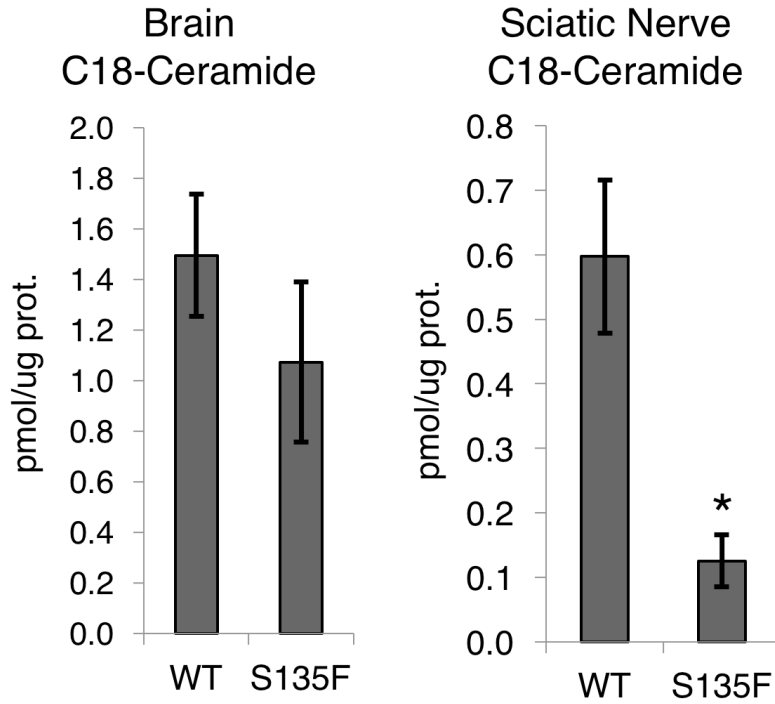 Brain
C18-Ceramide
pmol/ug prot.
2.0
1.8
1.6
1.4
1.2
1.0
0.8
0.6
0.4
0.2
0.0
WT S135F
Sciatic Nerve
C18-Ceramide
pmol/ug prot.
0.8
0.7
0.6
0.5
0.4
0.3
0.2
0.1
0.0
*
WT S135F